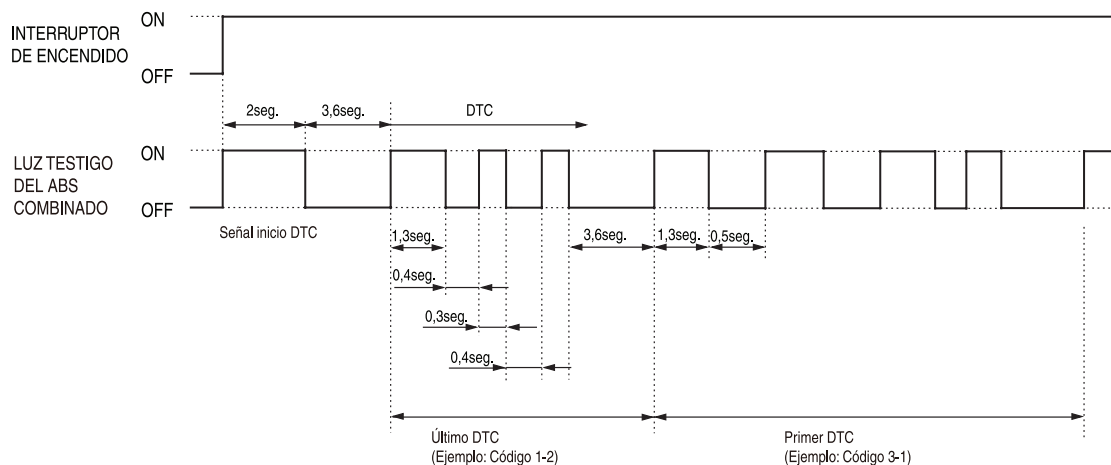 INTERRUPTOR
DE ENCENDIDO
ON
OFF
2seg.
3,6seg.
DTC
LUZ TESTIGO
DEL ABS
COMBINADO
ON
OFF
Señal inicio DTC
1,3seg.
3,6seg.
1,3seg.
0,5seg.
0,4seg.
0,3seg.
0,4seg.
Último DTC
(Ejemplo: Código 1-2)
Primer DTC
(Ejemplo: Código 3-1)